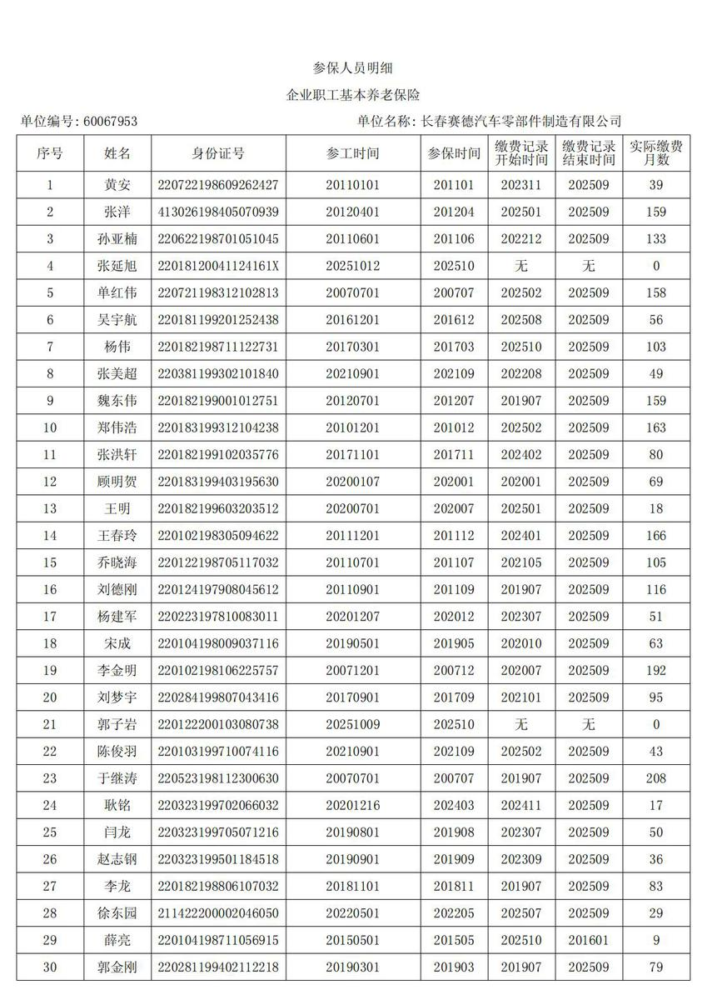 参保人员明细
企业职工基本养老保险
单位编号: 60067953 单位名称: 长春赛德汽车零部件制造有限公司
序号 姓名 身份证号 参工时间 参保时间 缴费记录开始时间 缴费记录结束时间 实际缴费月数
1 黄安 220722198609262427 20110101 201101 202311 202509 39
2 张洋 413026198405070939 20120401 201204 202501 202509 159
3 孙亚楠 220622198701051045 20110601 201106 202212 202509 133
4 张延旭 22018120041124161X 20251012 202510 无 无 0
5 单红伟 220721198312102813 20070701 200707 202502 202509 158
6 吴宇航 220181199201252438 20161201 201612 202508 202509 56
7 杨伟 220182198711122731 20170301 201703 202510 202509 103
8 张美超 220381199302101840 20210901 202109 202208 202509 49
9 魏东伟 220182199001012751 20120701 201207 201907 202509 159
10 郑伟浩 220183199312104238 20101201 201012 202502 202509 163
11 张洪轩 220182199102035776 20171101 201711 202402 202509 80
12 顾明贺 220183199403195630 20200107 202001 202001 202509 69
13 王明 220182199603203512 20200701 202007 202501 202509 18
14 王春玲 220102198305094622 20111201 201112 202401 202509 166
15 乔晓海 220122198705117032 20110701 201107 202105 202509 105
16 刘德刚 220124197908045612 20110901 201109 201907 202509 116
17 杨建军 220223197810083011 20201207 202012 202307 202509 51
18 宋成 220104198009037116 20190501 201905 202010 202509 63
19 李金明 220102198106225757 20071201 200712 202007 202509 192
20 刘梦宇 220284199807043416 20170901 201709 202101 202509 95
21 郭子岩 220122200103080738 20251009 202510 无 无 0
22 陈俊羽 220103199710074116 20210901 202109 202502 202509 43
23 于继涛 220523198112300630 20070701 200707 201907 202509 208
24 耿铭 220323199702066032 20201216 202403 202411 202509 17
25 闫龙 220323199705071216 20190801 201908 202307 202509 50
26 赵志钢 220323199501184518 20190901 201909 202309 202509 36
27 李龙 220182198806107032 20181101 201811 201907 202509 83
28 徐东园 211422200002046050 20220501 202205 202507 202509 29
29 薛亮 220104198711056915 20150501 201505 202510 201601 9
30 郭金刚 220281199402112218 20190301 201903 201907 202509 79